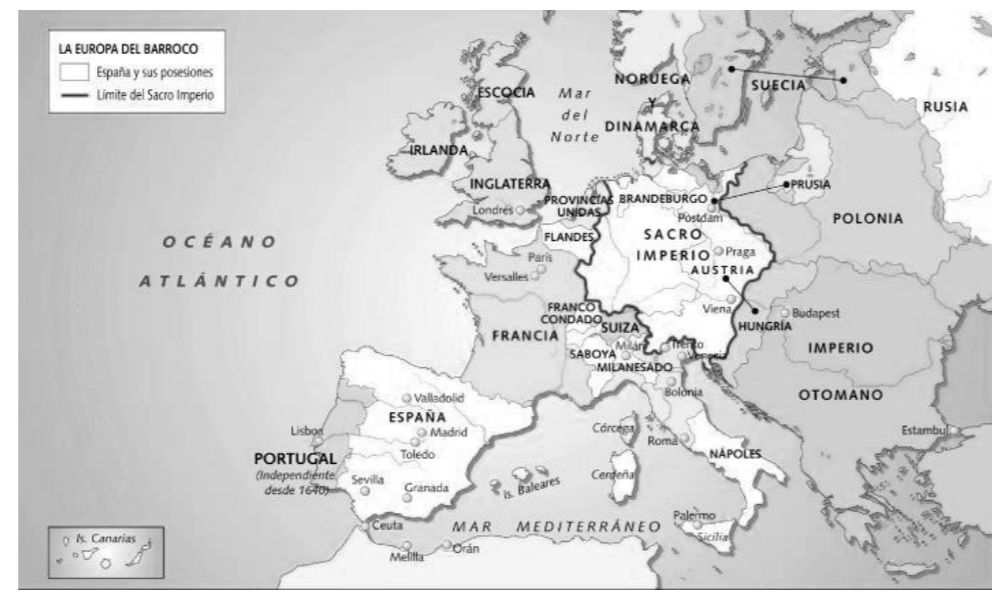 LA EUROPA DEL BARROCO
España y sus posesiones
Límite del Sacro Imperio
ESCOCIA
Mar
del
Norte
NORUEGA
Y
DINAMARCA
SUECIA
RUSIA
IRLANDA
INGLATERRA
Londres
PROVINCIAS
UNIDAS
BRANDEBURGO
Postdam
PRUSIA
POLONIA
FLANDES
SACRO
IMPERIO
Praga
AUSTRIA
OCÉANO
ATLÁNTICO
París
Versalles
Viena
HUNGRÍA
Budapest
FRANCO
CONDADO
SUIZA
FRANCIA
SABOYA
Milán
MILANESADO
Trento
Venecia
Bolonia
IMPERIO
OTOMANO
Estambul
Valladolid
ESPAÑA
Madrid
Toledo
Lisboa
PORTUGAL
(Independiente
desde 1640)
Sevilla
Granada
Córcega
Roma
NÁPOLES
Cerdeña
Is. Baleares
Palermo
Sicilia
Ceuta
MAR MEDITERRÁNEO
Melilla
Orán
Is. Canarias